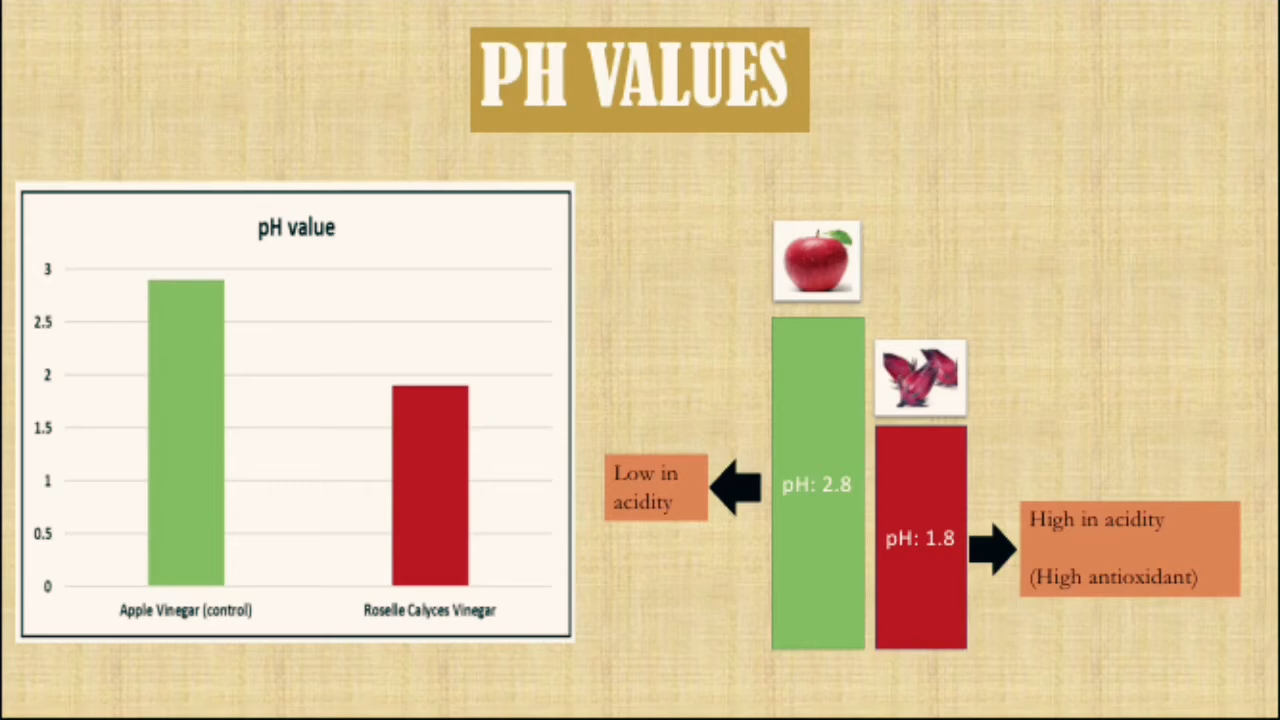 PH VALUES
pH value
3
2.5
2
1.5
1
0.5
0
Apple Vinegar (control)
Roselle Calyces Vinegar
Low in
acidity
pH: 2.8
pH: 1.8
High in acidity
(High antioxidant)